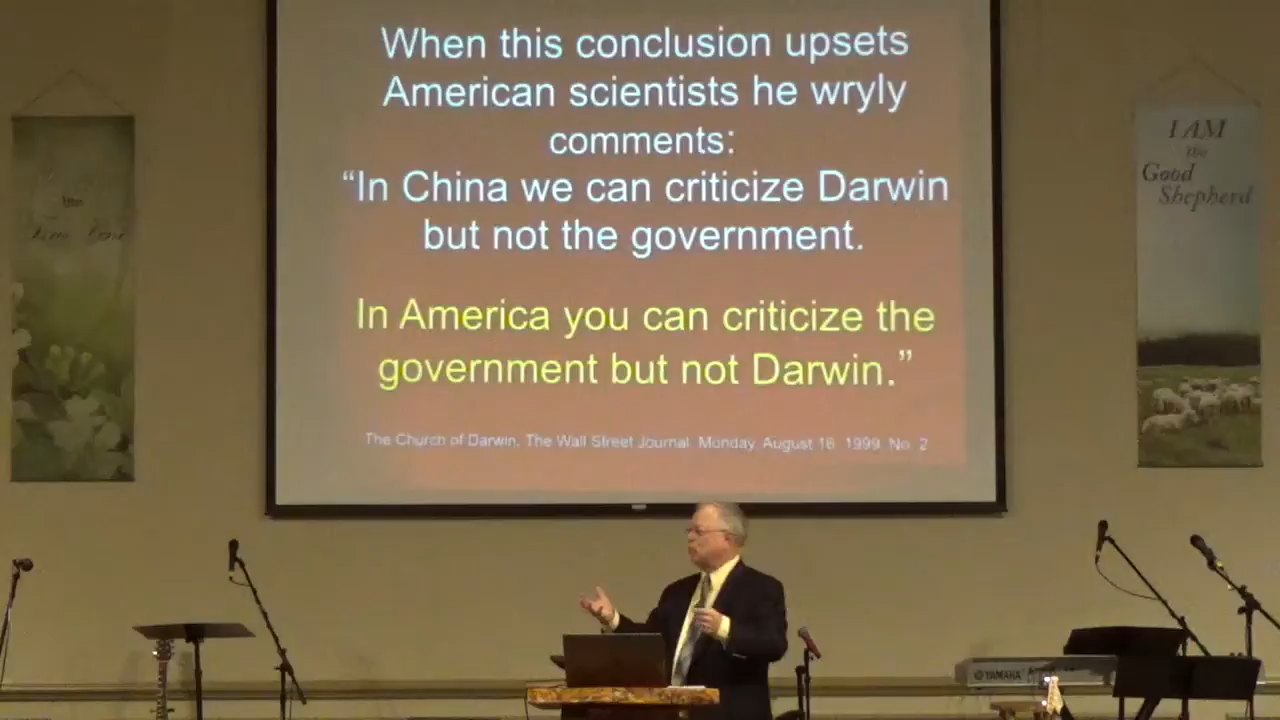 When this conclusion upsets
American scientists he wryly
comments:
“In China we can criticize Darwin
but not the government.
In America you can criticize the
government but not Darwin.”
The Church of Darwin, The Wall Street Journal, Monday, August 16, 1999, No. 2
the
I AM
the
Good
Shepherd
YAMAHA